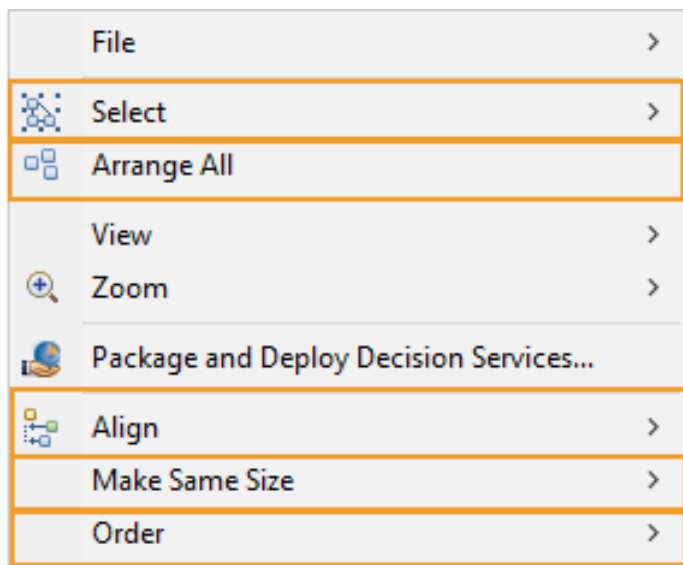 File
Select
Arrange All
View
Zoom
Package and Deploy Decision Services...
Align
Make Same Size
Order